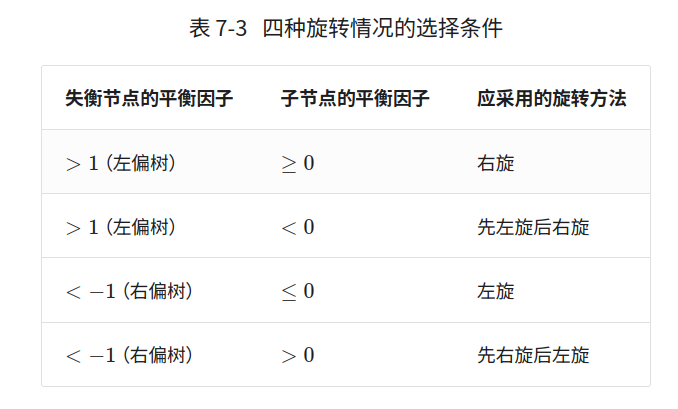 表 7-3 四种旋转情况的选择条件
失衡节点的平衡因子 子节点的平衡因子 应采用的旋转方法
> 1 (左偏树) ≥ 0 右旋
> 1 (左偏树) < 0 先左旋后右旋
< −1 (右偏树) ≤ 0 左旋
< −1 (右偏树) > 0 先右旋后左旋